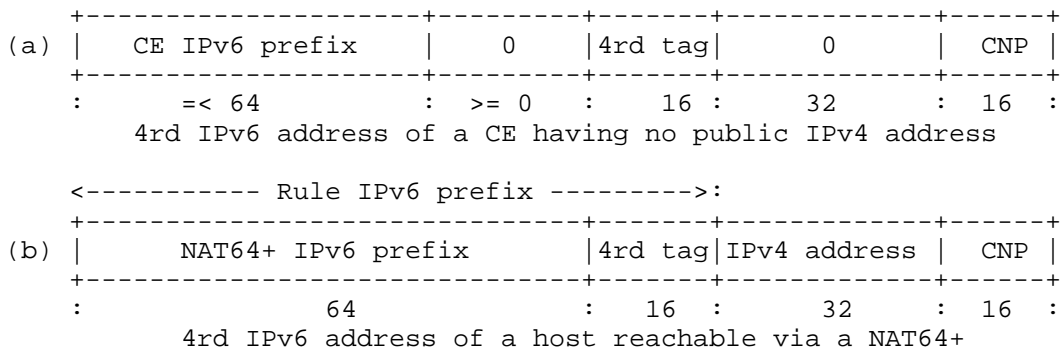 +---------------------+---------+-------+-------------+------+
(a) |   CE IPv6 prefix    |    0    |4rd tag|      0      | CNP  |
+---------------------+---------+-------+-------------+------+
:       =< 64         :  >= 0   :   16  :      32     :  16  :
4rd IPv6 address of a CE having no public IPv4 address
<----------- Rule IPv6 prefix --------->:
+-------------------------------+-------+-------------+------+
(b) |      NAT64+ IPv6 prefix       |4rd tag|IPv4 address | CNP  |
+-------------------------------+-------+-------------+------+
:               64              :   16  :      32     :  16  :
4rd IPv6 address of a host reachable via a NAT64+